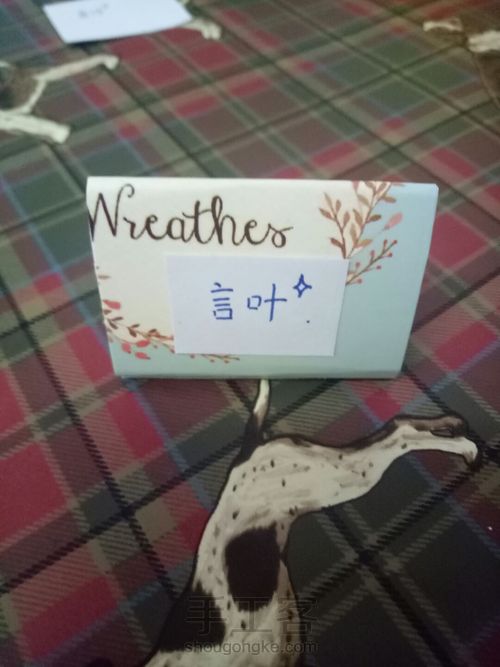 Wreathes
言叶
手工客
shougongke.com